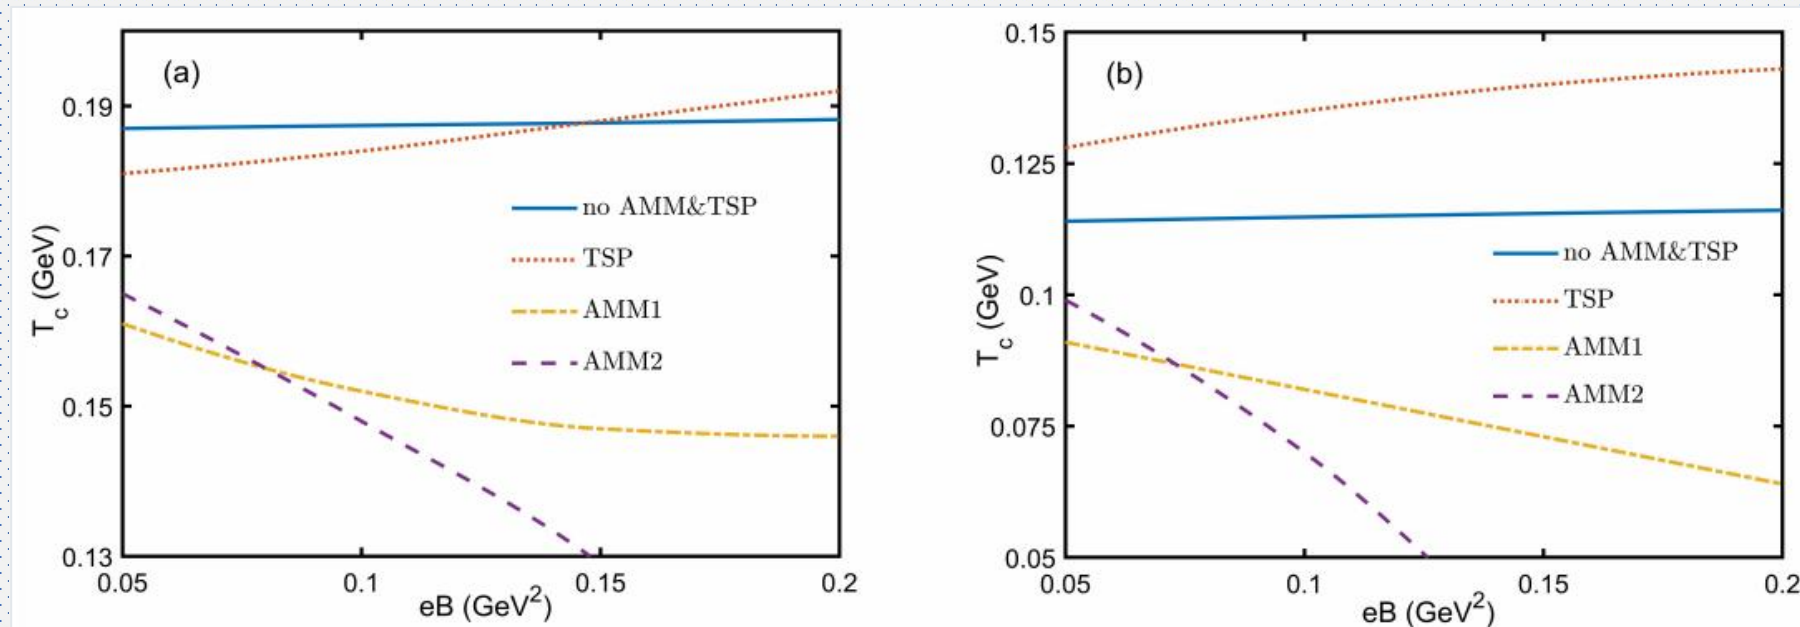 (a)
0.19
0.17
0.15
0.13
T_c (GeV)
no AMM&TSP
TSP
AMM1
AMM2
0.05 0.1 0.15 0.2
eB (GeV²)
(b)
0.15
0.125
0.1
0.075
0.05
T_c (GeV)
no AMM&TSP
TSP
AMM1
AMM2
0.05 0.1 0.15 0.2
eB (GeV²)